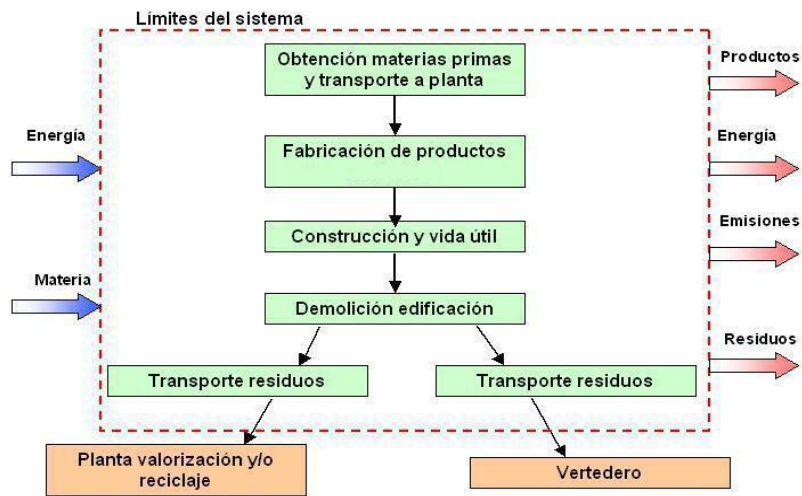 Límites del sistema
Obtención materias primas
y transporte a planta
Productos
Energía
Fabricación de productos
Energía
Construcción y vida útil
Emisiones
Materia
Demolición edificación
Residuos
Transporte residuos
Transporte residuos
Planta valorización y/o
reciclaje
Vertedero